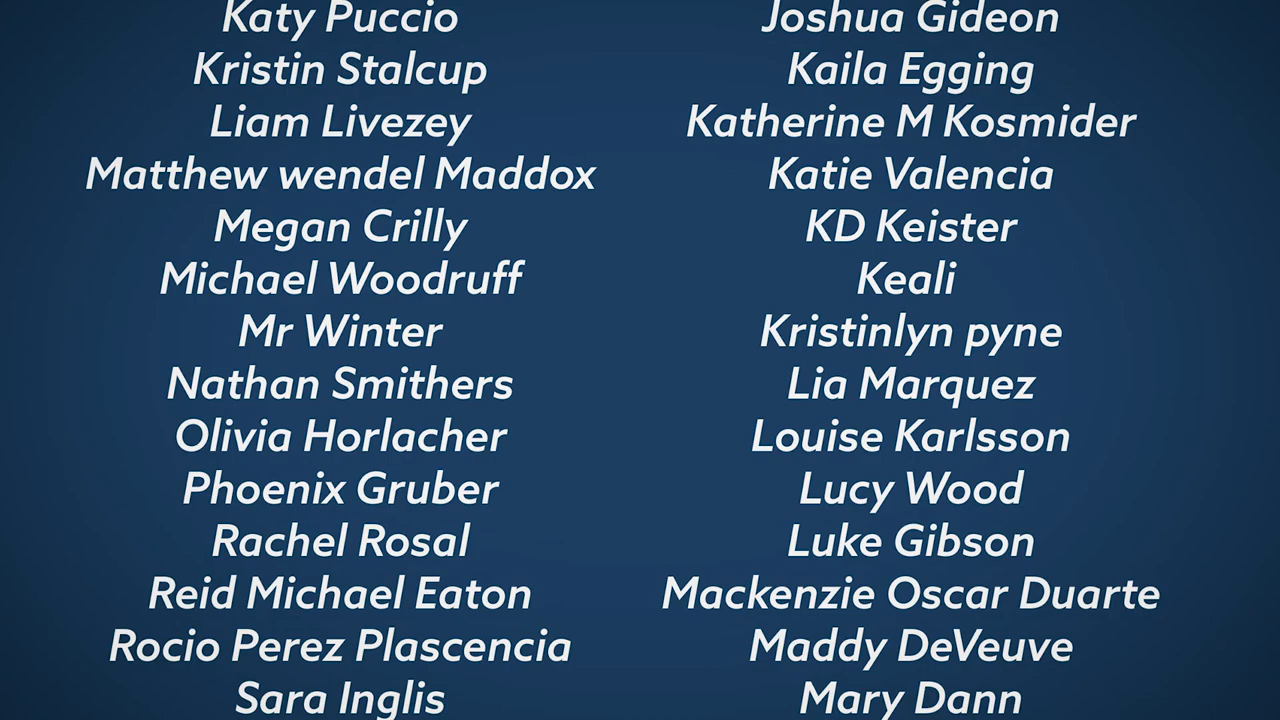 Katy Puccio
Kristin Stalcup
Liam Livezey
Matthew wendel Maddox
Megan Crilly
Michael Woodruff
Mr Winter
Nathan Smithers
Olivia Horlacher
Phoenix Gruber
Rachel Rosal
Reid Michael Eaton
Rocio Perez Plascencia
Sara Inglis
Joshua Gideon
Kaila Egging
Katherine M Kosmider
Katie Valencia
KD Keister
Keali
Kristinlyn pyne
Lia Marquez
Louise Karlsson
Lucy Wood
Luke Gibson
Mackenzie Oscar Duarte
Maddy DeVeuve
Mary Dann